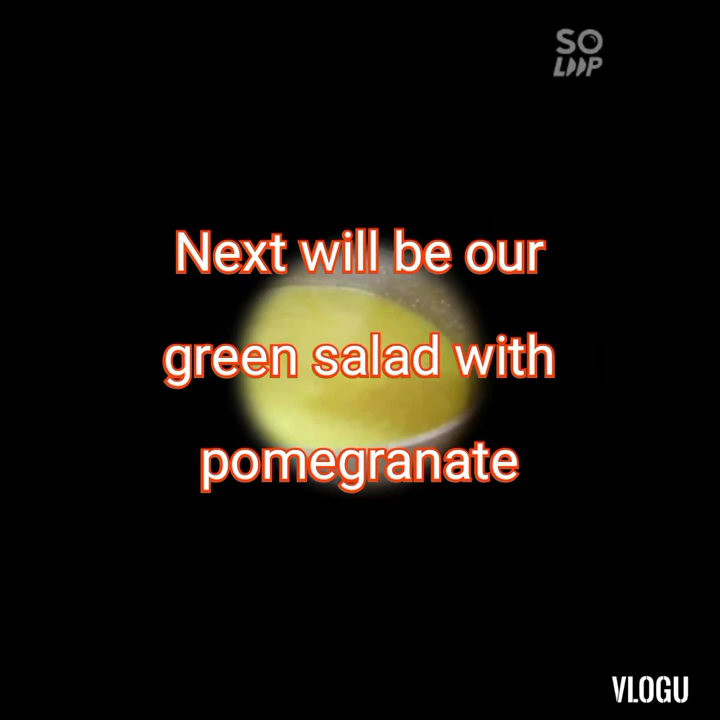 SO
LOOP
Next will be our
green salad with
pomegranate
VLOGU